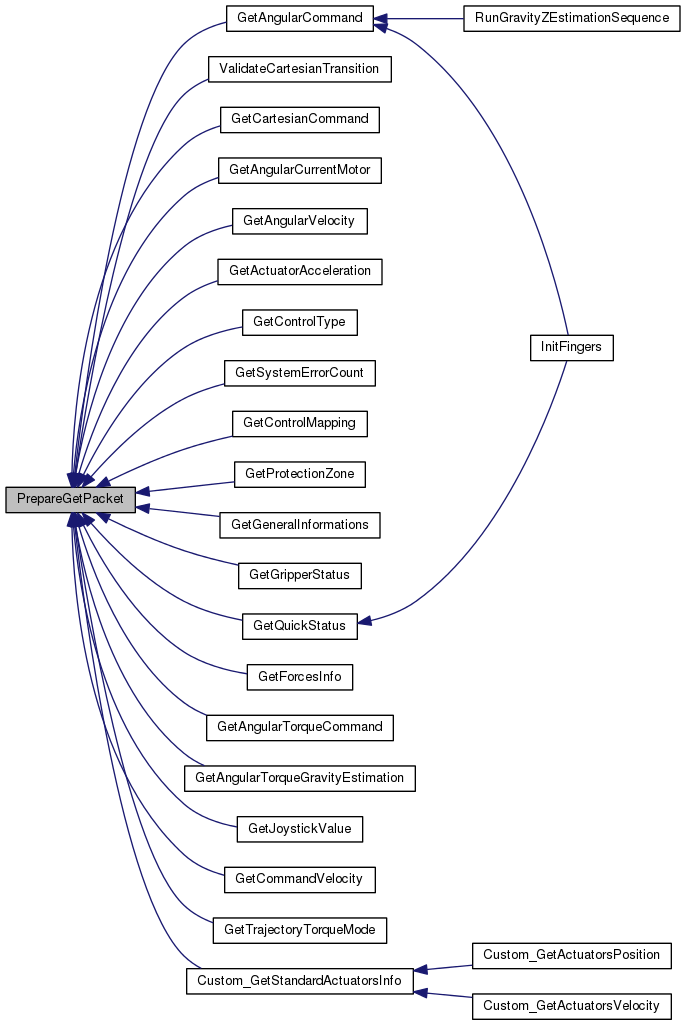 GetAngularCommand
RunGravityZEstimationSequence
ValidateCartesianTransition
GetCartesianCommand
GetAngularCurrentMotor
GetAngularVelocity
GetActuatorAcceleration
GetControlType
InitFingers
GetSystemErrorCount
GetControlMapping
GetProtectionZone
PrepareGetPacket
GetGeneralInformations
GetGripperStatus
GetQuickStatus
GetForcesInfo
GetAngularTorqueCommand
GetAngularTorqueGravityEstimation
GetJoystickValue
GetCommandVelocity
GetTrajectoryTorqueMode
Custom_GetActuatorsPosition
Custom_GetStandardActuatorsInfo
Custom_GetActuatorsVelocity